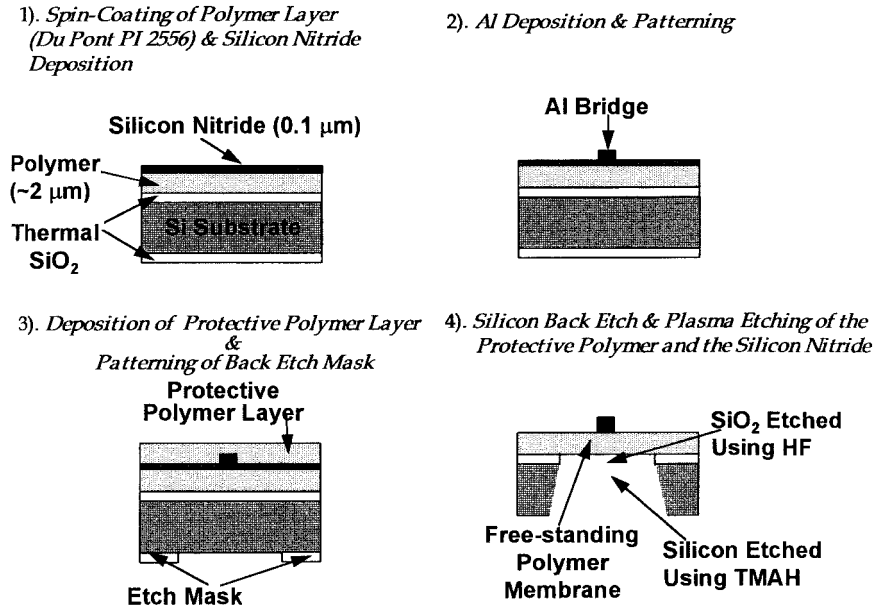 1). Spin-Coating of Polymer Layer
(Du Pont PI 2556) & Silicon Nitride
Deposition
Silicon Nitride (0.1 μm)
Polymer
(~2 μm)
Thermal
SiO₂
Si Substrate
2). Al Deposition & Patterning
Al Bridge
3). Deposition of Protective Polymer Layer
&
Patterning of Back Etch Mask
Protective
Polymer Layer
Etch Mask
4). Silicon Back Etch & Plasma Etching of the
Protective Polymer and the Silicon Nitride
SiO₂ Etched
Using HF
Free-standing
Polymer
Membrane
Silicon Etched
Using TMAH